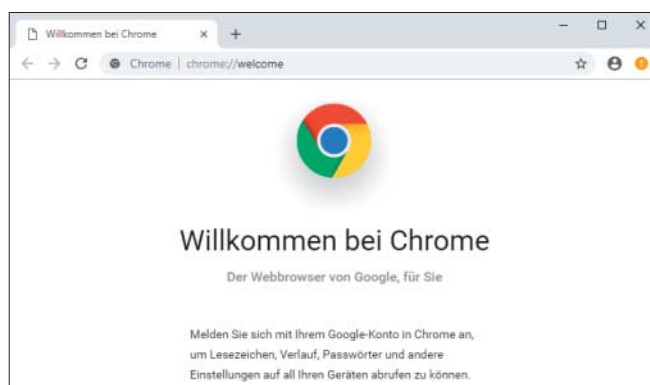 Willkommen bei Chrome
Chrome | chrome://welcome
Willkommen bei Chrome
Der Webbrowser von Google, für Sie
Melden Sie sich mit Ihrem Google-Konto in Chrome an,
um Lesezeichen, Verlauf, Passwörter und andere
Einstellungen auf all Ihren Geräten abrufen zu können.